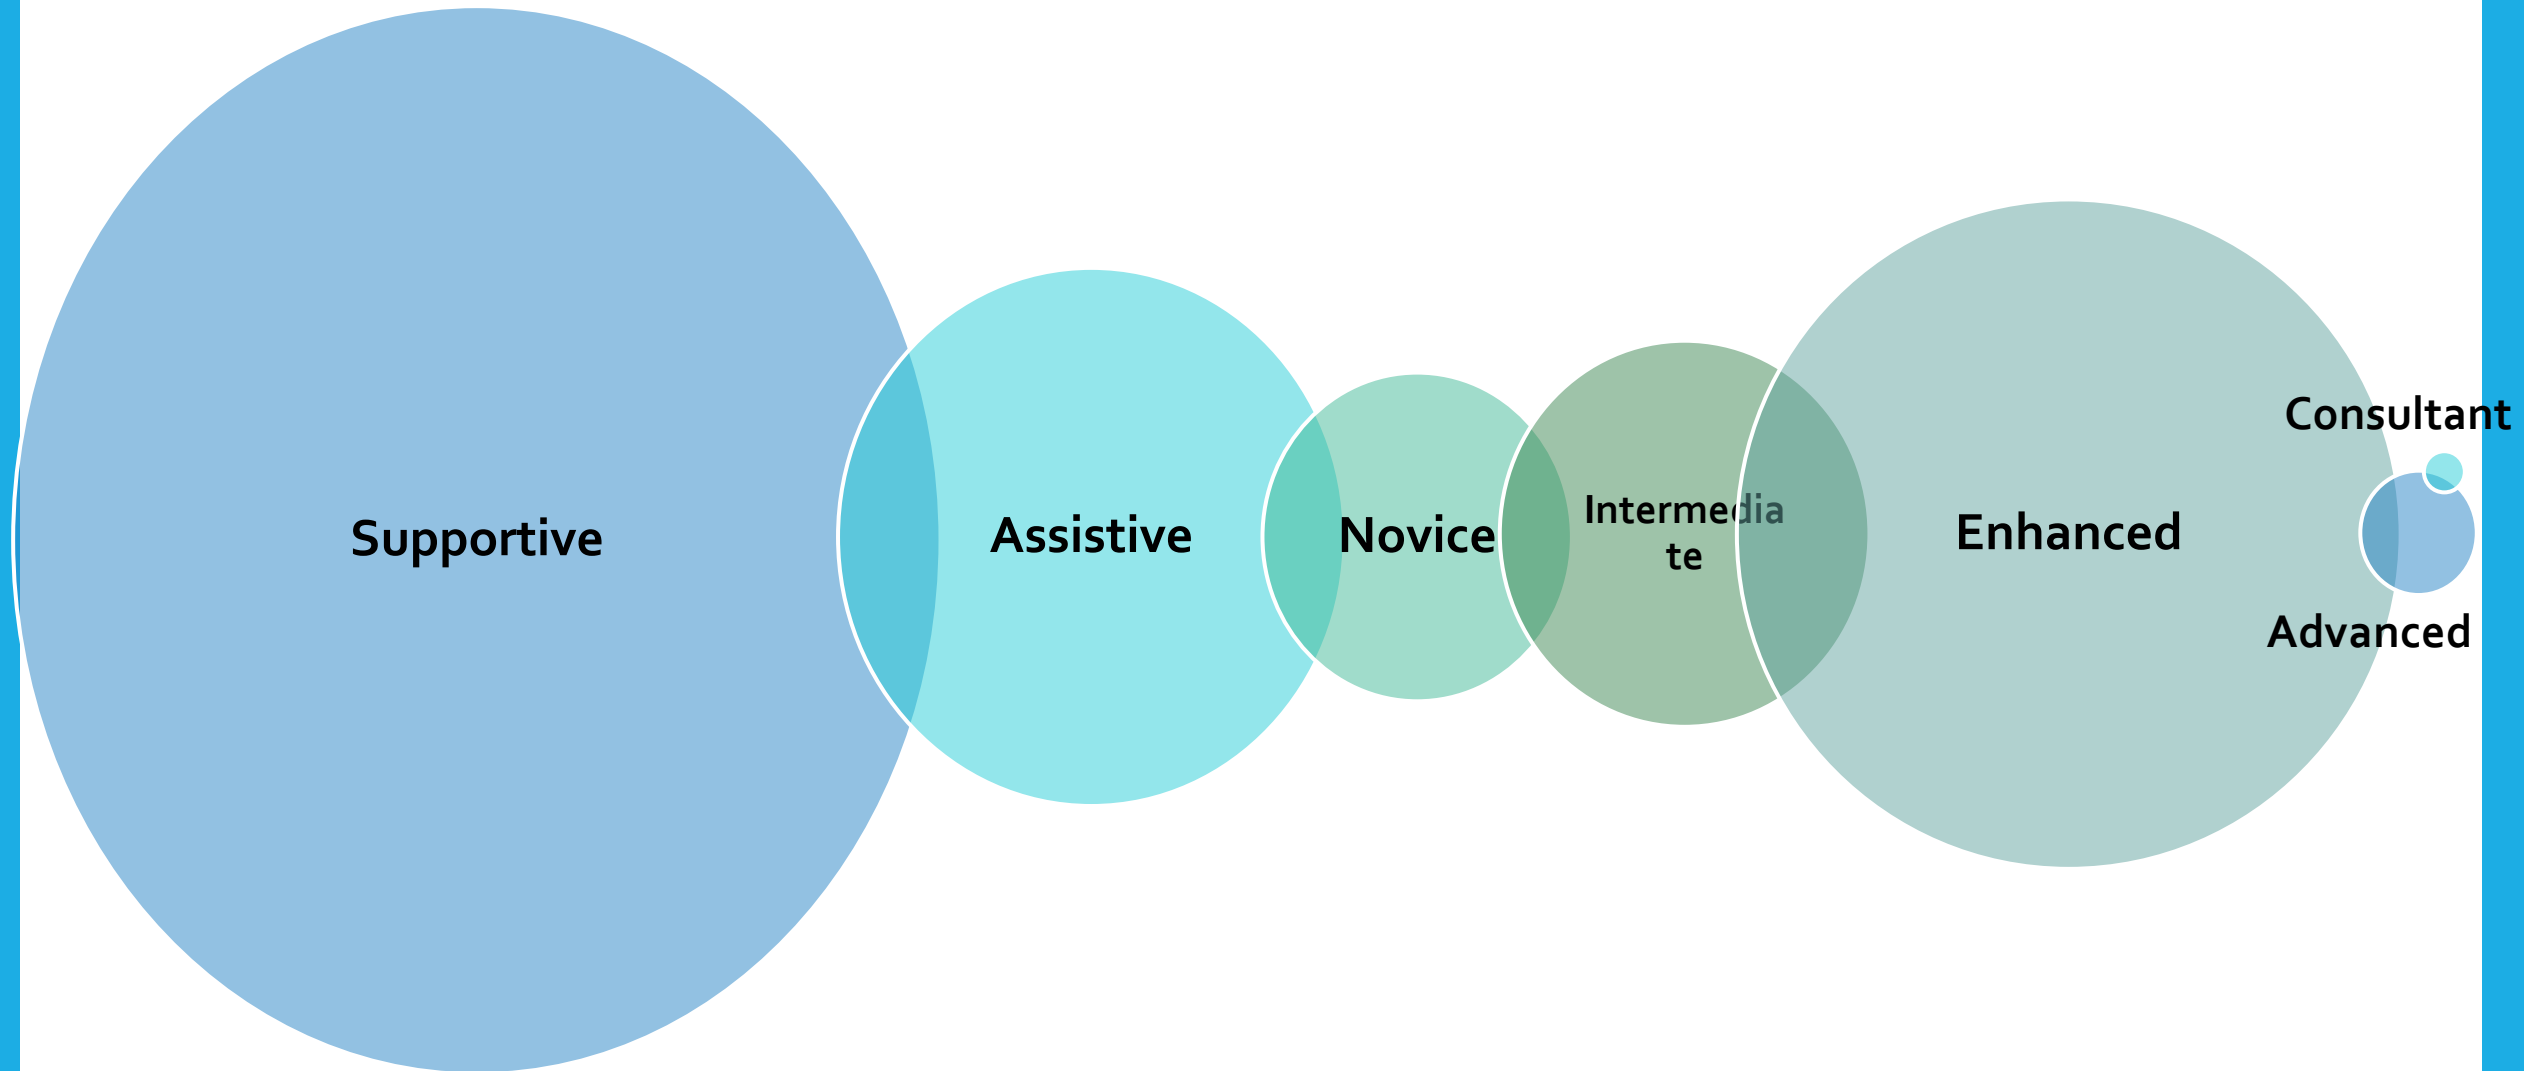 Supportive
Assistive
Novice
Intermedia
te
Enhanced
Consultant
Advanced